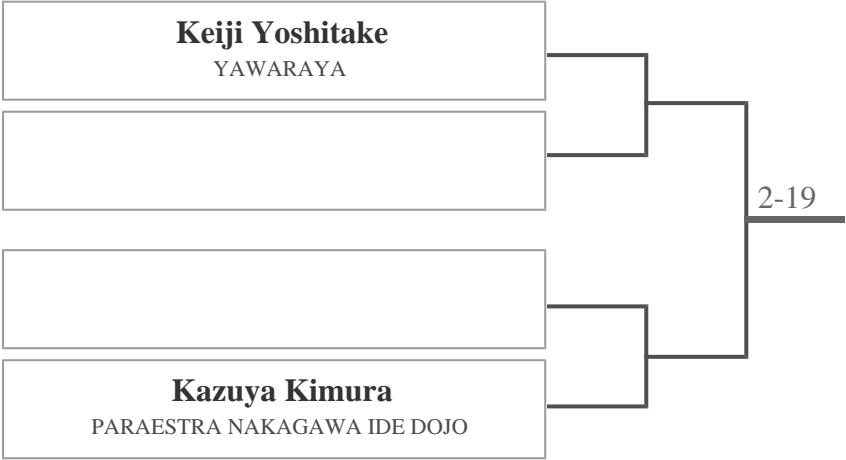 Keiji Yoshitake
YAWARAYA
2-19
Kazuya Kimura
PARAESTRA NAKAGAWA IDE DOJO